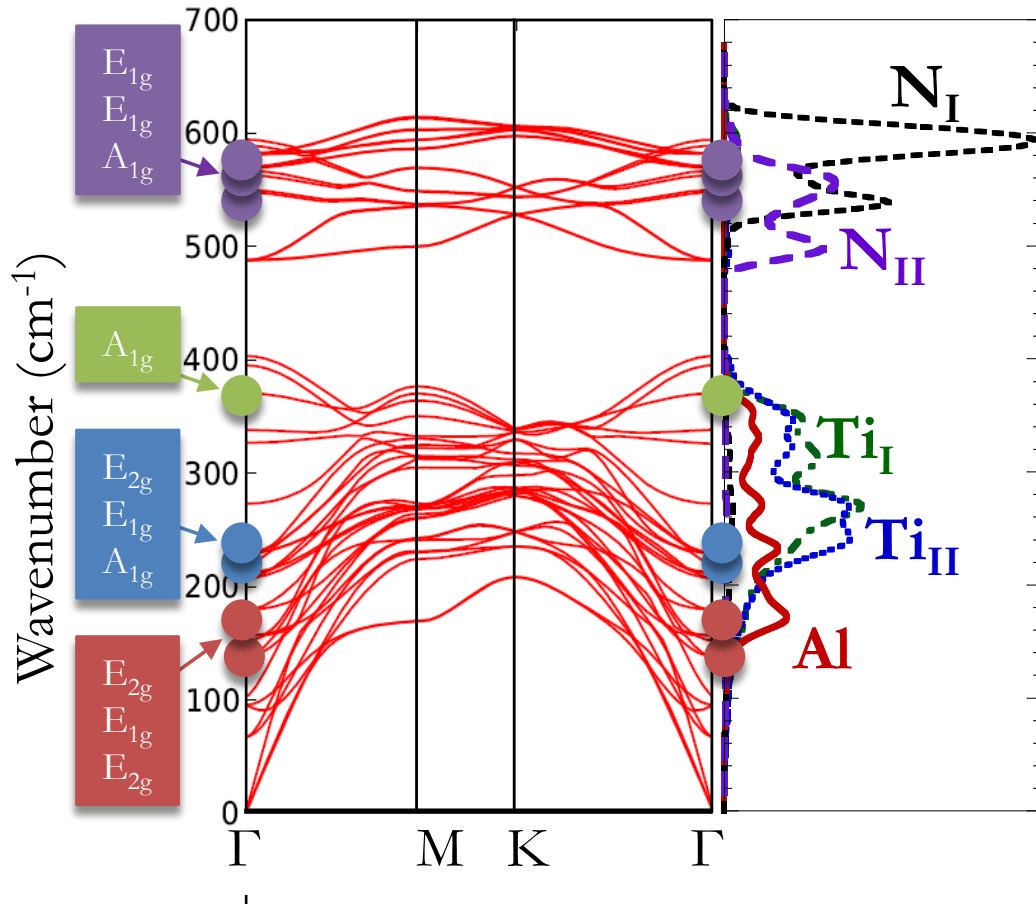 Wavenumber (cm-1)
700
600
500
400
300
200
100
0
E1g
E1g
A1g
A1g
E2g
E1g
A1g
E2g
E1g
E2g
NI
NII
TiI
TiII
Al
Γ M K Γ